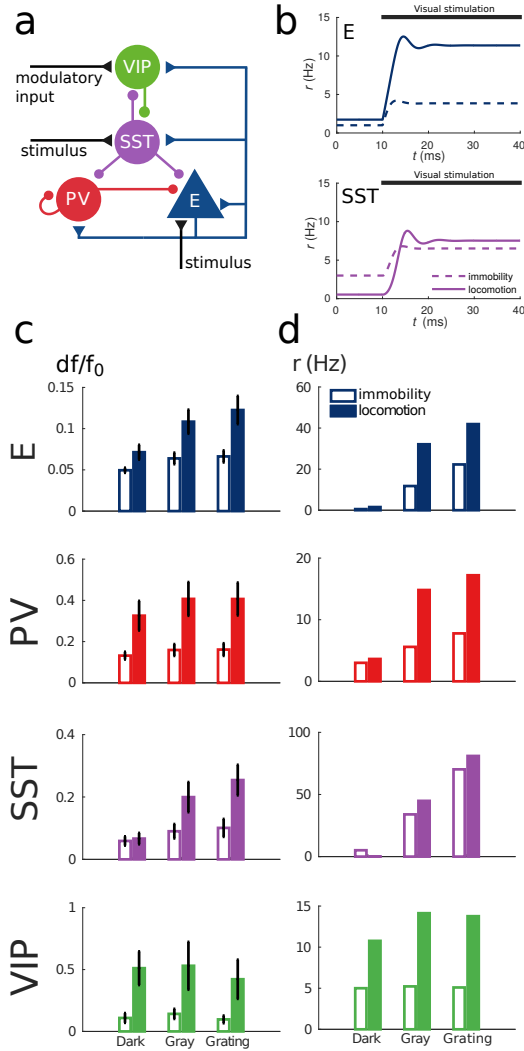 a
VIP
modulatory
input
SST
stimulus
PV
E
stimulus
b
Visual stimulation
E
r (Hz)
15
10
5
0
0 10 20 30 40
t (ms)
Visual stimulation
SST
r (Hz)
15
10
5
0
immobility
locomotion
0 10 20 30 40
t (ms)
c
df/f0
E
0.15
0.1
0.05
0
PV
0.6
0.4
0.2
0
SST
0.4
0.2
0
VIP
1
0.5
0
Dark Gray Grating
d
r (Hz)
immobility
locomotion
60
40
20
0
20
10
0
100
50
0
15
10
5
0
Dark Gray Grating